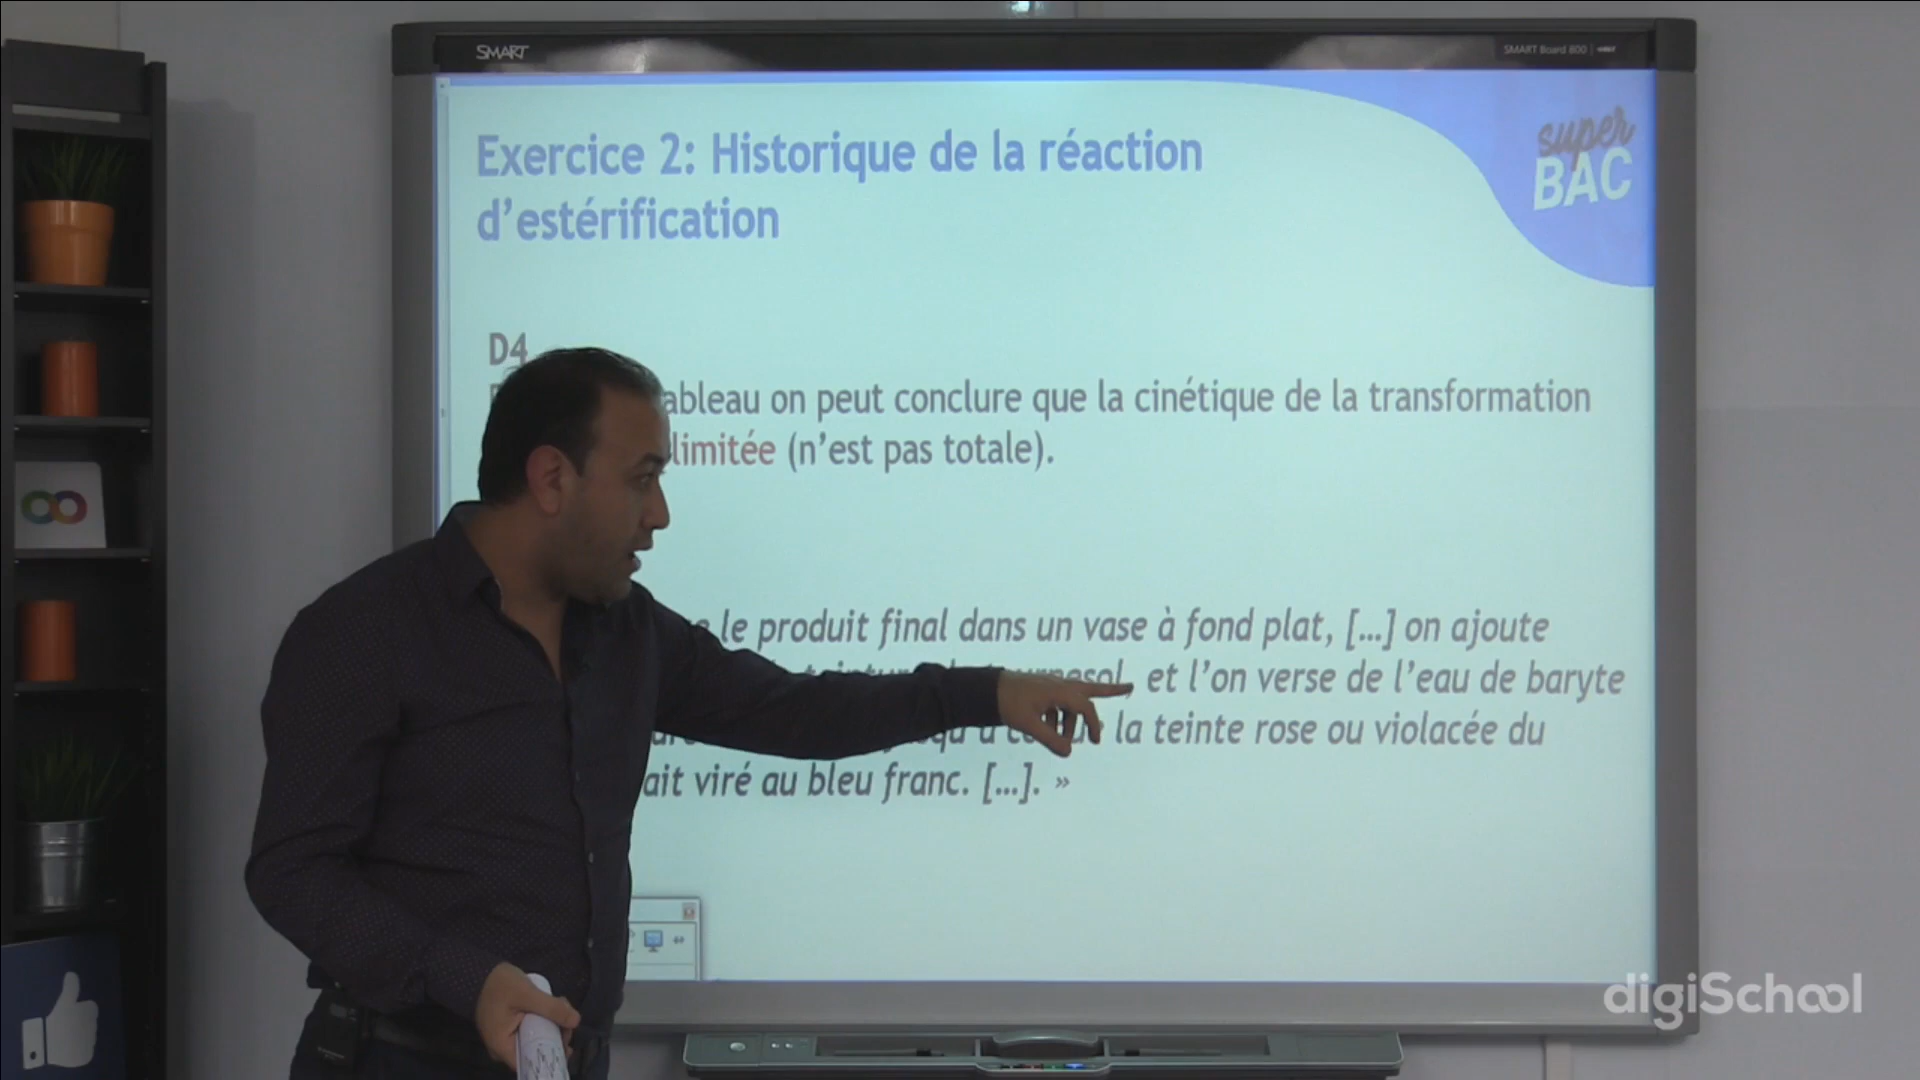 SMART
SMART Board 800
super
BAC
Exercice 2: Historique de la réaction
d'estérification
D4
ableau on peut conclure que la cinétique de la transformation
limitée (n'est pas totale).
le produit final dans un vase à fond plat, [...] on ajoute
et l'on verse de l'eau de baryte
la teinte rose ou violacée du
ait viré au bleu franc. [...]. »
digiSchool